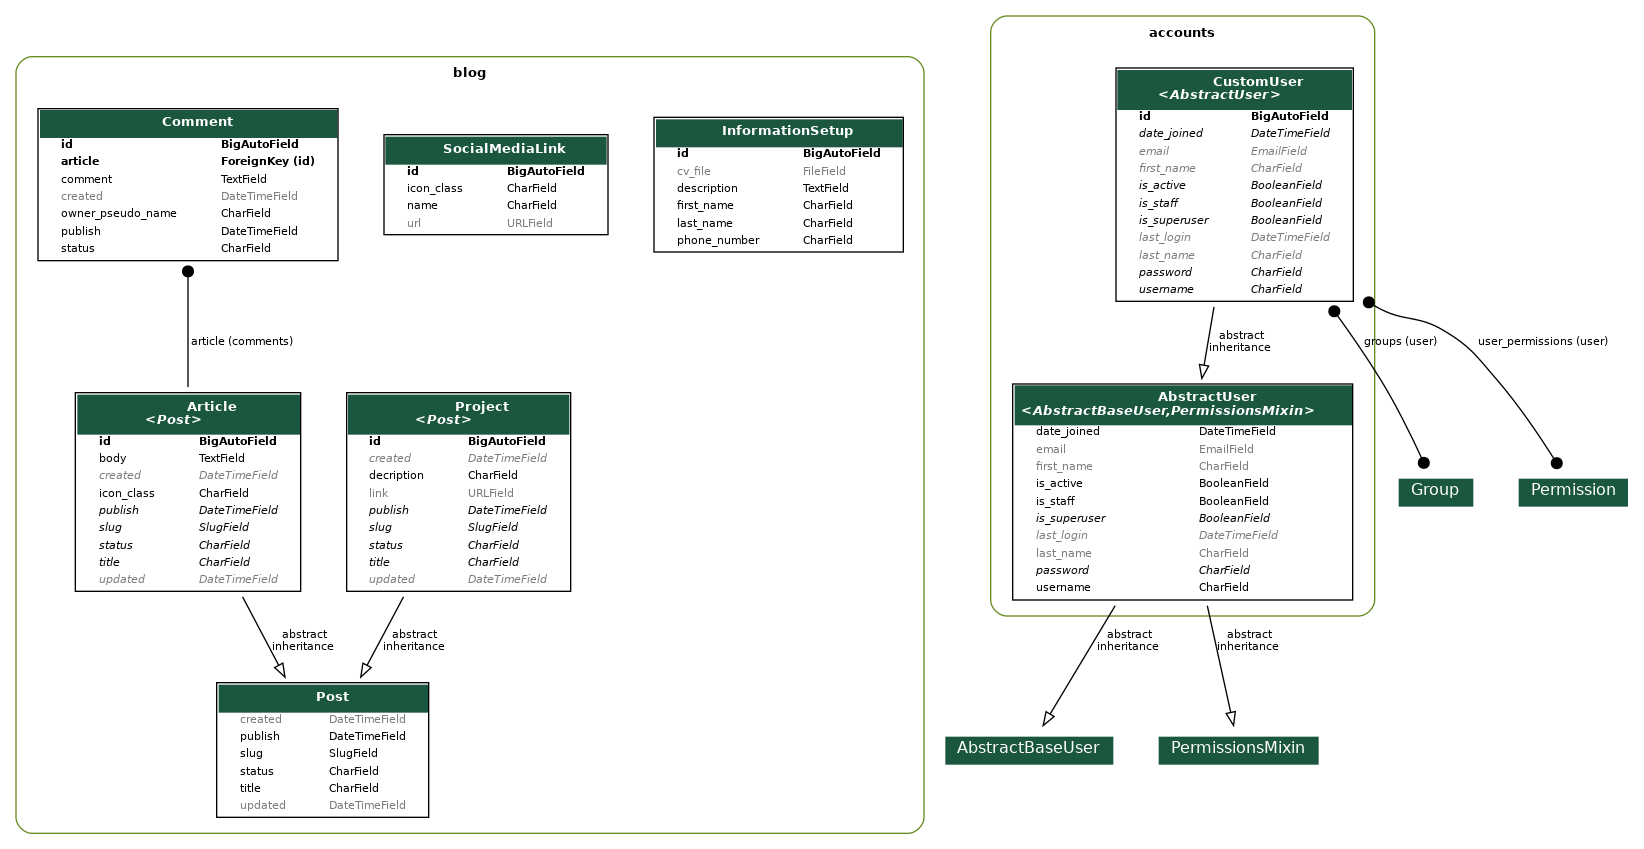 blog
Comment
id BigAutoField
article ForeignKey (id)
comment TextField
created DateTimeField
owner_pseudo_name CharField
publish DateTimeField
status CharField
SocialMediaLink
id BigAutoField
icon_class CharField
name CharField
url URLField
InformationSetup
id BigAutoField
cv_file FileField
description TextField
first_name CharField
last_name CharField
phone_number CharField
article (comments)
Article
<Post>
id BigAutoField
body TextField
created DateTimeField
icon_class CharField
publish DateTimeField
slug SlugField
status CharField
title CharField
updated DateTimeField
Project
<Post>
id BigAutoField
created DateTimeField
decription CharField
link URLField
publish DateTimeField
slug SlugField
status CharField
title CharField
updated DateTimeField
abstract
inheritance
abstract
inheritance
Post
created DateTimeField
publish DateTimeField
slug SlugField
status CharField
title CharField
updated DateTimeField
accounts
CustomUser
<AbstractUser>
id BigAutoField
date_joined DateTimeField
email EmailField
first_name CharField
is_active BooleanField
is_staff BooleanField
is_superuser BooleanField
last_login DateTimeField
last_name CharField
password CharField
username CharField
abstract
inheritance
groups (user)
user_permissions (user)
AbstractUser
<AbstractBaseUser,PermissionsMixin>
date_joined DateTimeField
email EmailField
first_name CharField
is_active BooleanField
is_staff BooleanField
is_superuser BooleanField
last_login DateTimeField
last_name CharField
password CharField
username CharField
Group
Permission
abstract
inheritance
abstract
inheritance
AbstractBaseUser
PermissionsMixin